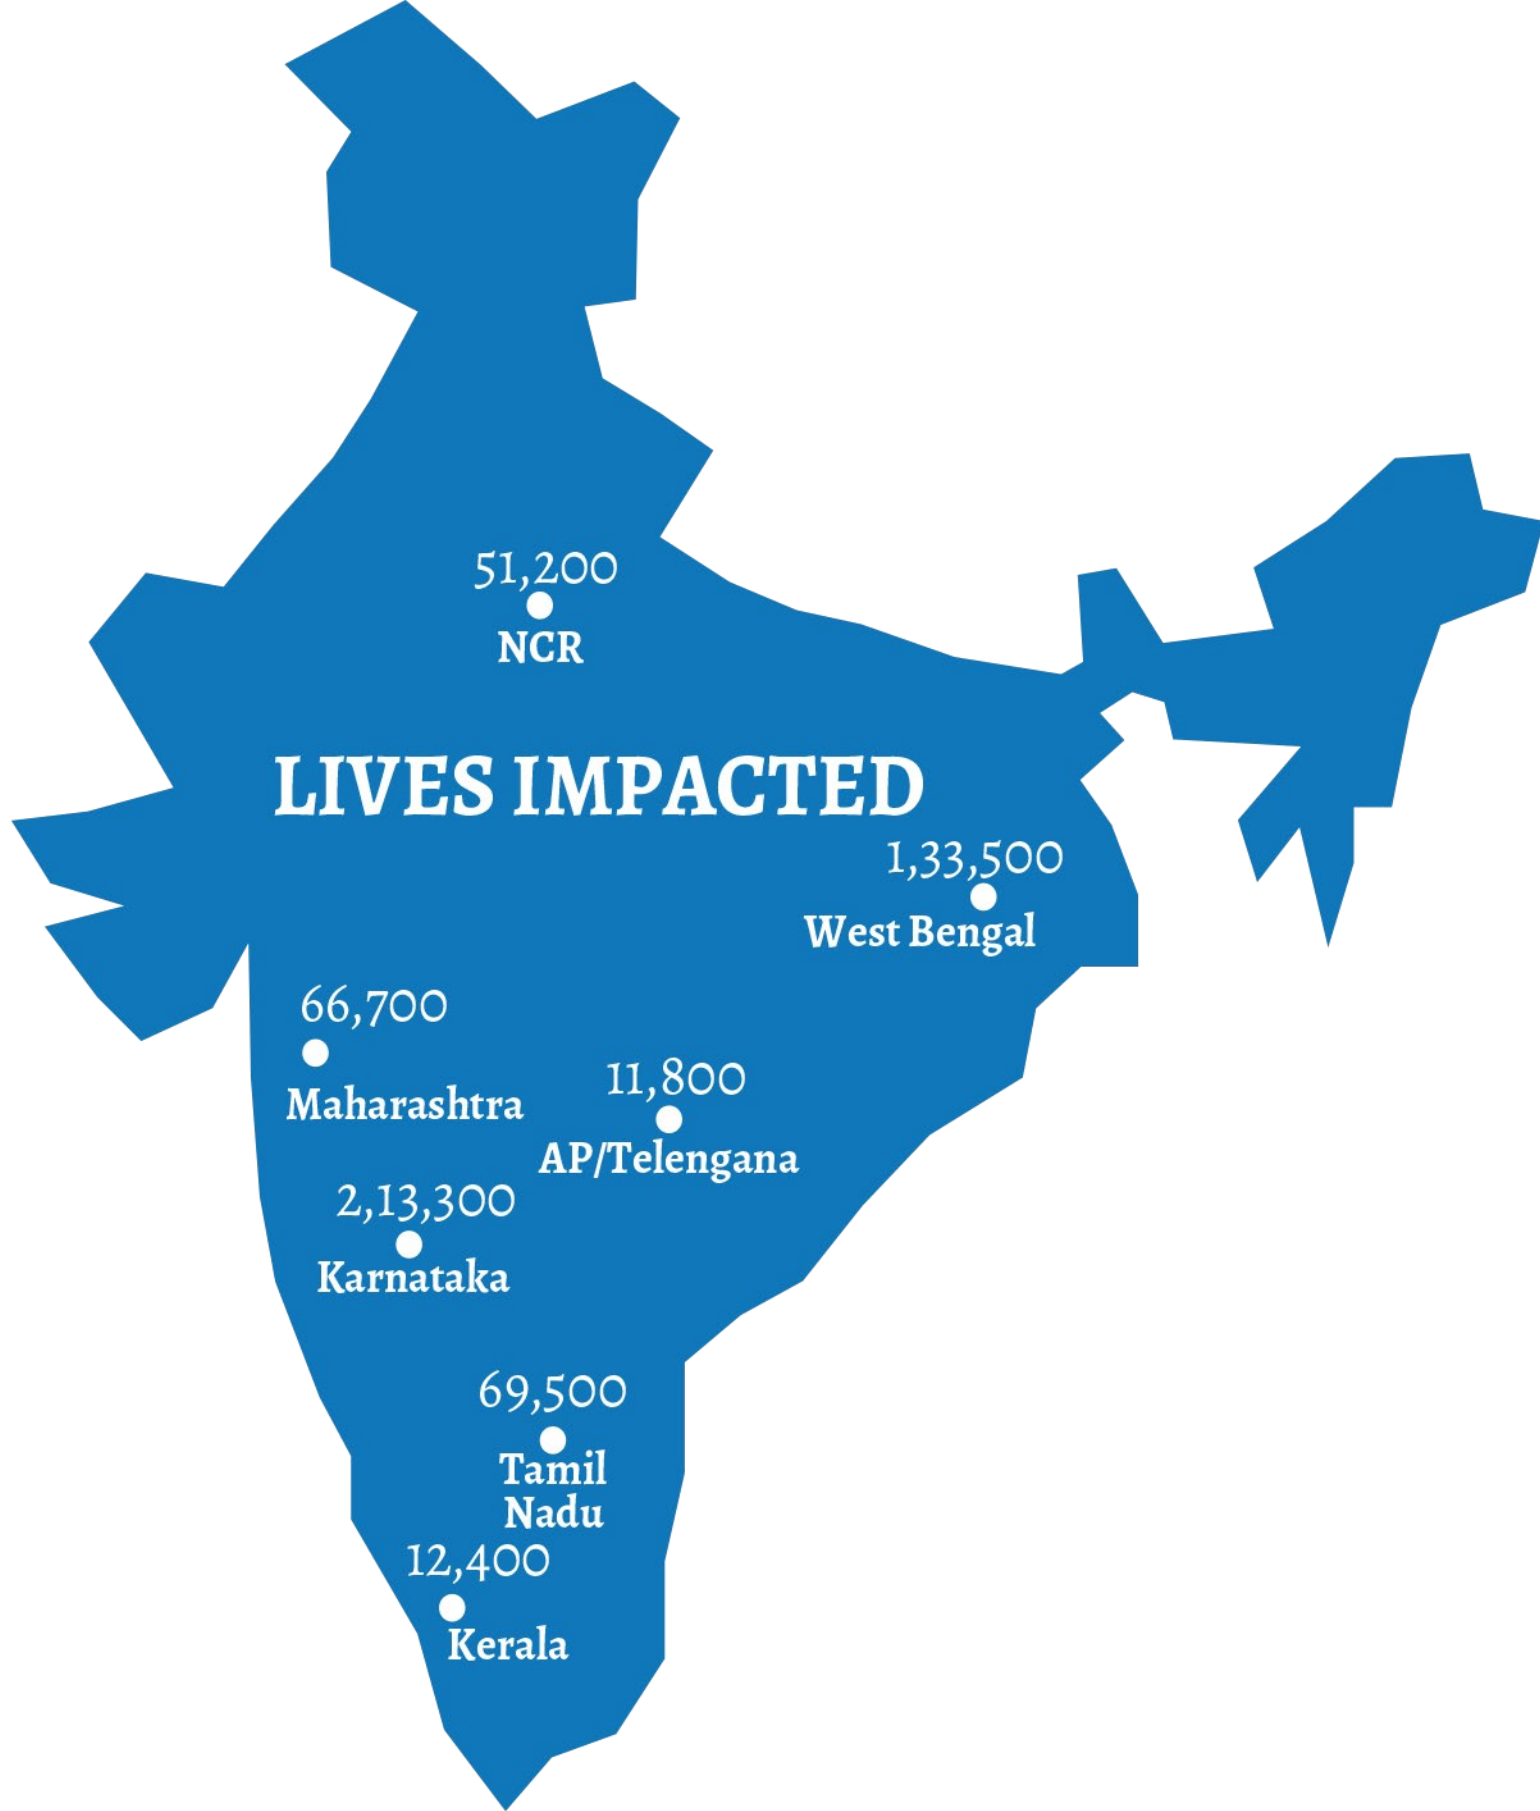 51,200
NCR
LIVES IMPACTED
1,33,500
West Bengal
66,700
Maharashtra
11,800
AP/Telengana
2,13,300
Karnataka
69,500
Tamil
Nadu
12,400
Kerala